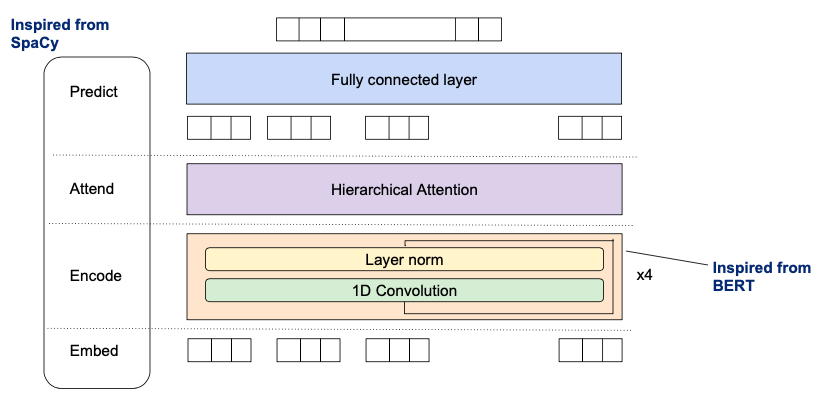 Inspired from
SpaCy
Predict
Fully connected layer
Attend
Hierarchical Attention
Encode
Layer norm
1D Convolution
x4
Inspired from
BERT
Embed